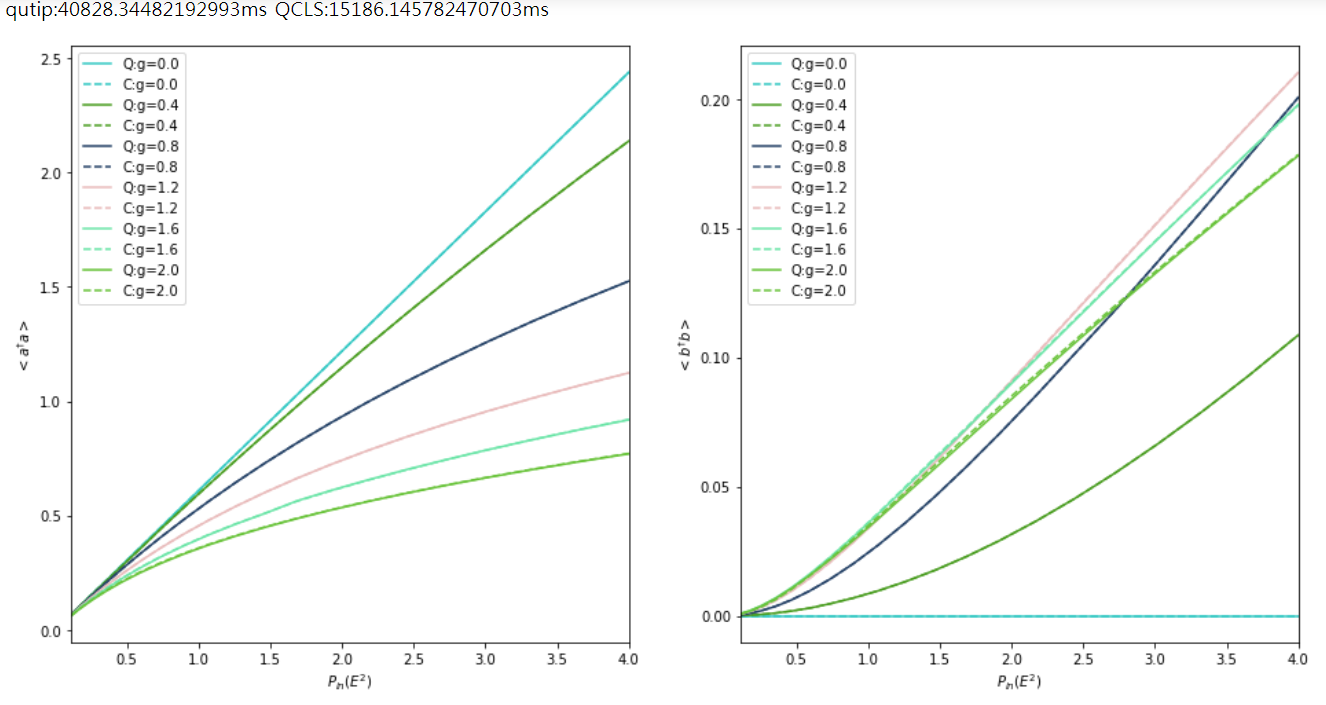 qutip:40828.34482192993ms QCLS:15186.145782470703ms
2.5
2.0
1.5
1.0
0.5
0.0
<a†a>
Q:g=0.0
C:g=0.0
Q:g=0.4
C:g=0.4
Q:g=0.8
C:g=0.8
Q:g=1.2
C:g=1.2
Q:g=1.6
C:g=1.6
Q:g=2.0
C:g=2.0
0.5 1.0 1.5 2.0 2.5 3.0 3.5 4.0
P_in(E²)
0.20
0.15
0.10
0.05
0.00
<b†b>
Q:g=0.0
C:g=0.0
Q:g=0.4
C:g=0.4
Q:g=0.8
C:g=0.8
Q:g=1.2
C:g=1.2
Q:g=1.6
C:g=1.6
Q:g=2.0
C:g=2.0
0.5 1.0 1.5 2.0 2.5 3.0 3.5 4.0
P_in(E²)